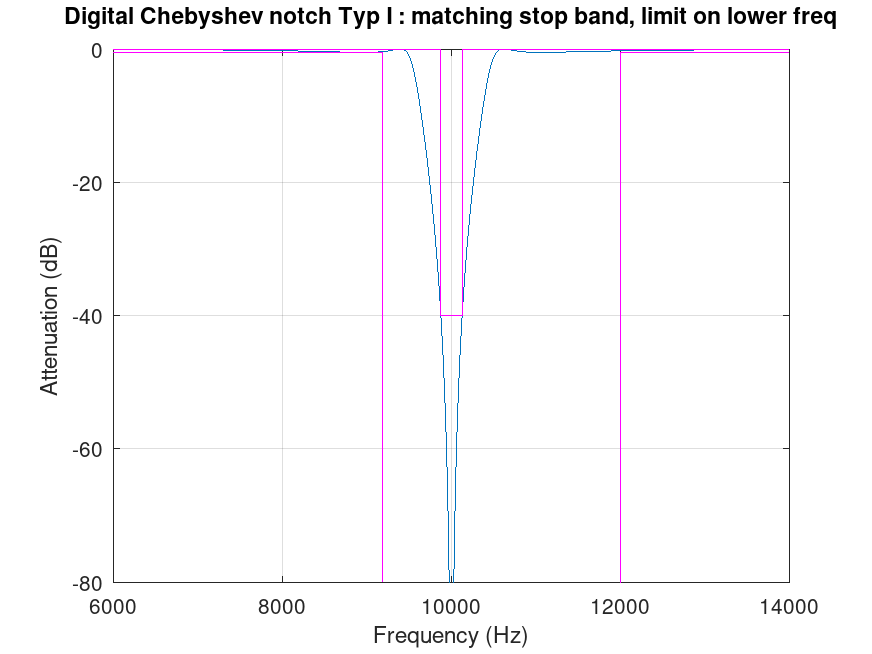 Digital Chebyshev notch Typ I : matching stop band, limit on lower freq
0
-20
-40
-60
-80
Attenuation (dB)
6000 8000 10000 12000 14000
Frequency (Hz)